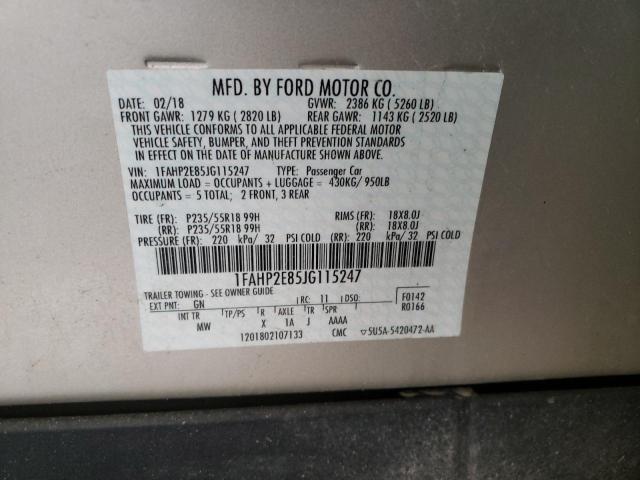 MFD. BY FORD MOTOR CO.
DATE: 02/18 GVWR: 2386 KG ( 5260 LB)
FRONT GAWR: 1279 KG ( 2820 LB) REAR GAWR: 1143 KG ( 2520 LB)
THIS VEHICLE CONFORMS TO ALL APPLICABLE FEDERAL MOTOR
VEHICLE SAFETY, BUMPER, AND THEFT PREVENTION STANDARDS
IN EFFECT ON THE DATE OF MANUFACTURE SHOWN ABOVE.
VIN: 1FAHP2E85JG115247 TYPE: Passenger Car
MAXIMUM LOAD = OCCUPANTS + LUGGAGE = 430KG/ 950LB
OCCUPANTS = 5 TOTAL; 2 FRONT, 3 REAR
TIRE (FR): P235/55R18 99H RIMS (FR): 18X8.0J
(RR): P235/55R18 99H (RR): 18X8.0J
PRESSURE (FR): 220 kPa/ 32 PSI COLD (RR): 220 kPa/ 32 PSI COLD
1FAHP2E85JG115247
TRAILER TOWING - SEE OWNER GUIDE
EXT PNT: GN RC: 11 DSO: F0142
INT TR TP/PS R AXLE TR SPR R0166
MW X 1A J AAAA
1201802107133 CMC ▽5U5A-5420472-AA